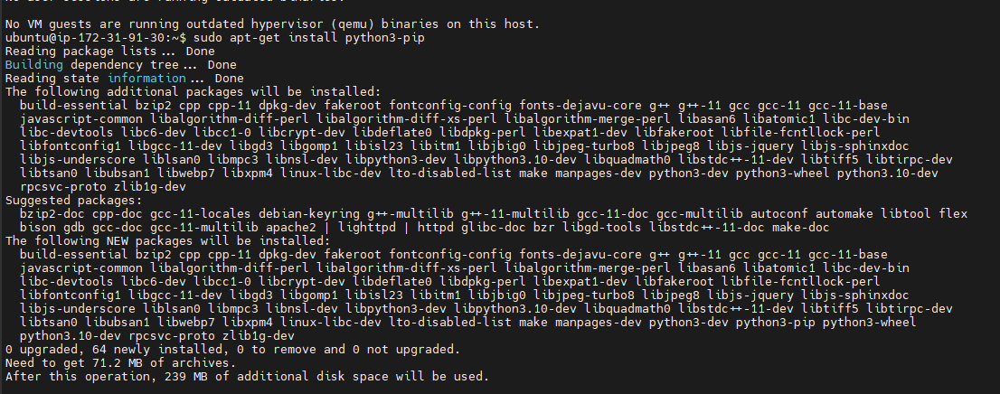 No VM guests are running outdated hypervisor (qemu) binaries on this host.
ubuntu@ip-172-31-91-30:~$ sudo apt-get install python3-pip
Reading package lists... Done
Building dependency tree... Done
Reading state information... Done
The following additional packages will be installed:
  build-essential bzip2 cpp cpp-11 dpkg-dev fakeroot fontconfig-config fonts-dejavu-core g++ g++-11 gcc gcc-11 gcc-11-base
  javascript-common libalgorithm-diff-perl libalgorithm-diff-xs-perl libalgorithm-merge-perl libasan6 libatomic1 libc-dev-bin
  libc-devtools libc6-dev libcc1-0 libcrypt-dev libdeflate0 libdpkg-perl libexpat1-dev libfakeroot libfile-fcntllock-perl
  libfontconfig1 libgcc-11-dev libgd3 libgomp1 libisl23 libitm1 libjbig0 libjpeg-turbo8 libjpeg8 libjs-jquery libjs-sphinxdoc
  libjs-underscore liblsan0 libmpc3 libnsl-dev libpython3-dev libpython3.10-dev libquadmath0 libstdc++-11-dev libtiff5 libtirpc-dev
  libtsan0 libubsan1 libwebp7 libxpm4 linux-libc-dev lto-disabled-list make manpages-dev python3-dev python3-wheel python3.10-dev
  rpcsvc-proto zlib1g-dev
Suggested packages:
  bzip2-doc cpp-doc gcc-11-locales debian-keyring g++-multilib g++-11-multilib gcc-11-doc gcc-multilib autoconf automake libtool flex
  bison gdb gcc-doc gcc-11-multilib apache2 | lighttpd | httpd glibc-doc bzr libgd-tools libstdc++-11-doc make-doc
The following NEW packages will be installed:
  build-essential bzip2 cpp cpp-11 dpkg-dev fakeroot fontconfig-config fonts-dejavu-core g++ g++-11 gcc gcc-11 gcc-11-base
  javascript-common libalgorithm-diff-perl libalgorithm-diff-xs-perl libalgorithm-merge-perl libasan6 libatomic1 libc-dev-bin
  libc-devtools libc6-dev libcc1-0 libcrypt-dev libdeflate0 libdpkg-perl libexpat1-dev libfakeroot libfile-fcntllock-perl
  libfontconfig1 libgcc-11-dev libgd3 libgomp1 libisl23 libitm1 libjbig0 libjpeg-turbo8 libjpeg8 libjs-jquery libjs-sphinxdoc
  libjs-underscore liblsan0 libmpc3 libnsl-dev libpython3-dev libpython3.10-dev libquadmath0 libstdc++-11-dev libtiff5 libtirpc-dev
  libtsan0 libubsan1 libwebp7 libxpm4 linux-libc-dev lto-disabled-list make manpages-dev python3-dev python3-pip python3-wheel
  python3.10-dev rpcsvc-proto zlib1g-dev
0 upgraded, 64 newly installed, 0 to remove and 0 not upgraded.
Need to get 71.2 MB of archives.
After this operation, 239 MB of additional disk space will be used.